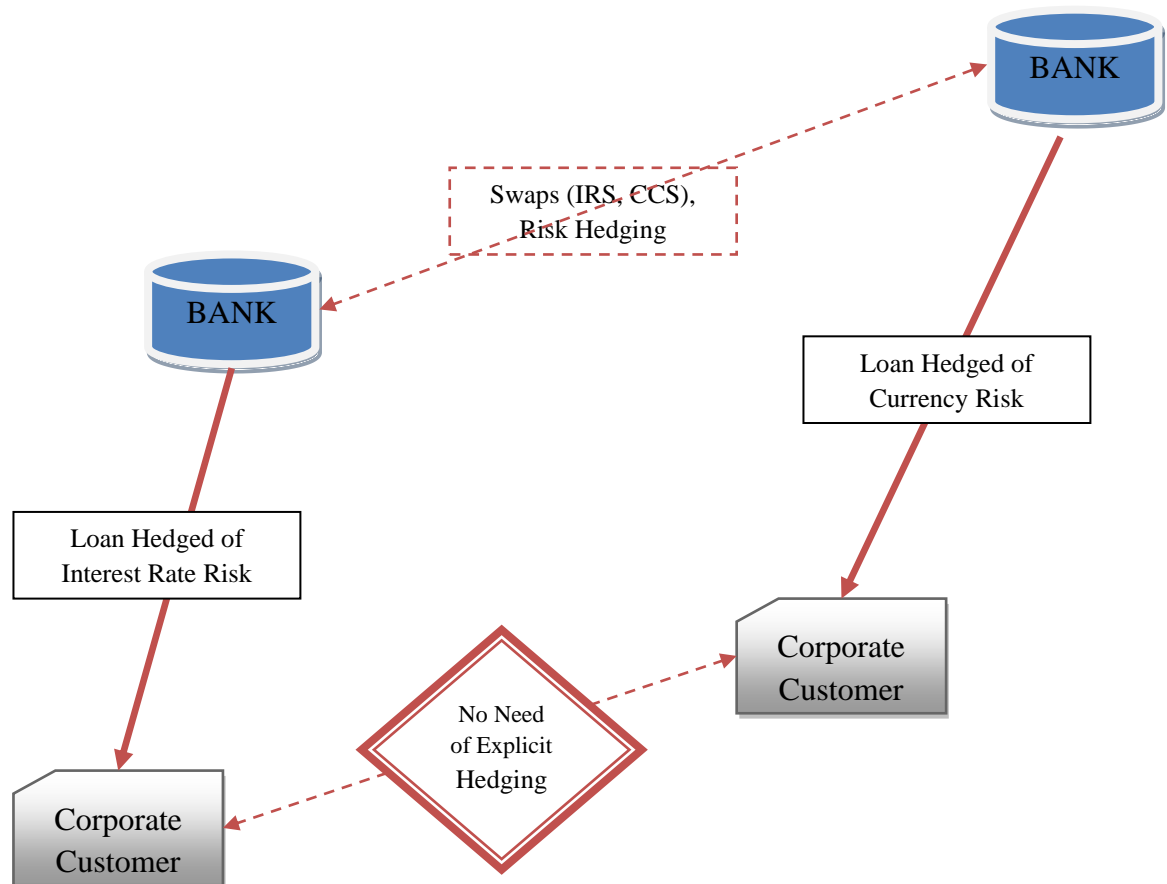 BANK
Swaps (IRS, CCS),
Risk Hedging
BANK
Loan Hedged of
Currency Risk
Loan Hedged of
Interest Rate Risk
Corporate
Customer
No Need
of Explicit
Hedging
Corporate
Customer